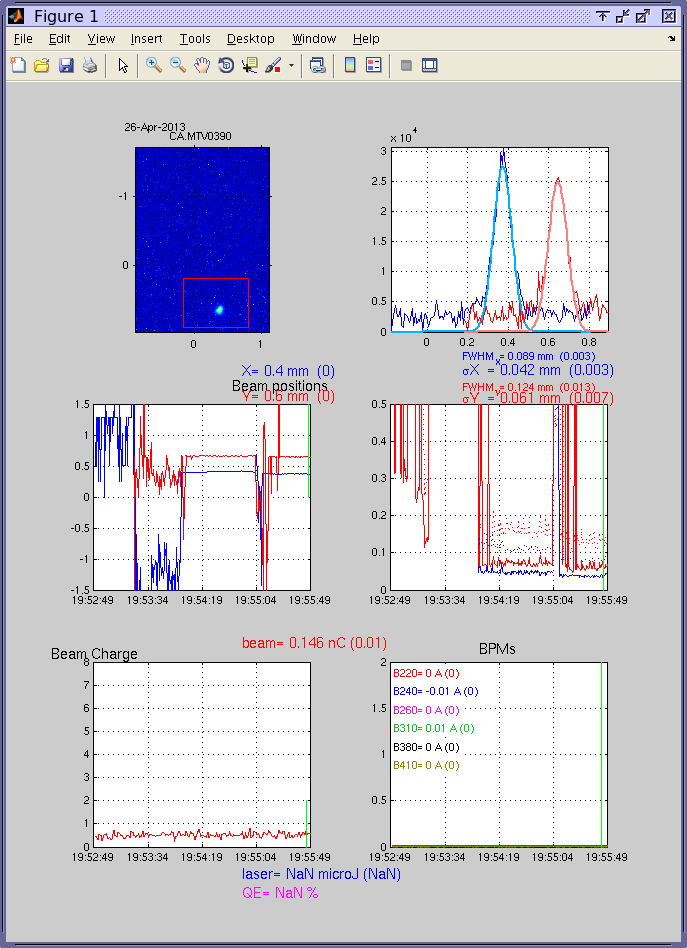 Figure 1
File Edit View Insert Tools Desktop Window Help
26-Apr-2013
CA.MTV0390
-1
0
0 1
x 10^4
3
2.5
2
1.5
1
0.5
0
0 0.2 0.4 0.6 0.8
X= 0.4 mm (0)
Y= 0.6 mm (0)
FWHM_x= 0.089 mm (0.003)
σX = 0.042 mm (0.003)
FWHM_y= 0.124 mm (0.013)
σY = 0.061 mm (0.007)
Beam positions
1.5
1
0.5
0
-0.5
-1
-1.5
19:52:49 19:53:34 19:54:19 19:55:04 19:55:49
0.5
0.4
0.3
0.2
0.1
0
19:52:49 19:53:34 19:54:19 19:55:04 19:55:49
beam= 0.146 nC (0.01)
Beam Charge
8
7
6
5
4
3
2
1
0
19:52:49 19:53:34 19:54:19 19:55:04 19:55:49
BPMs
2
1.5
1
0.5
0
B220= 0 A (0)
B240= -0.01 A (0)
B260= 0 A (0)
B310= 0.01 A (0)
B380= 0 A (0)
B410= 0 A (0)
19:52:49 19:53:34 19:54:19 19:55:04 19:55:49
laser= NaN microJ (NaN)
QE= NaN %